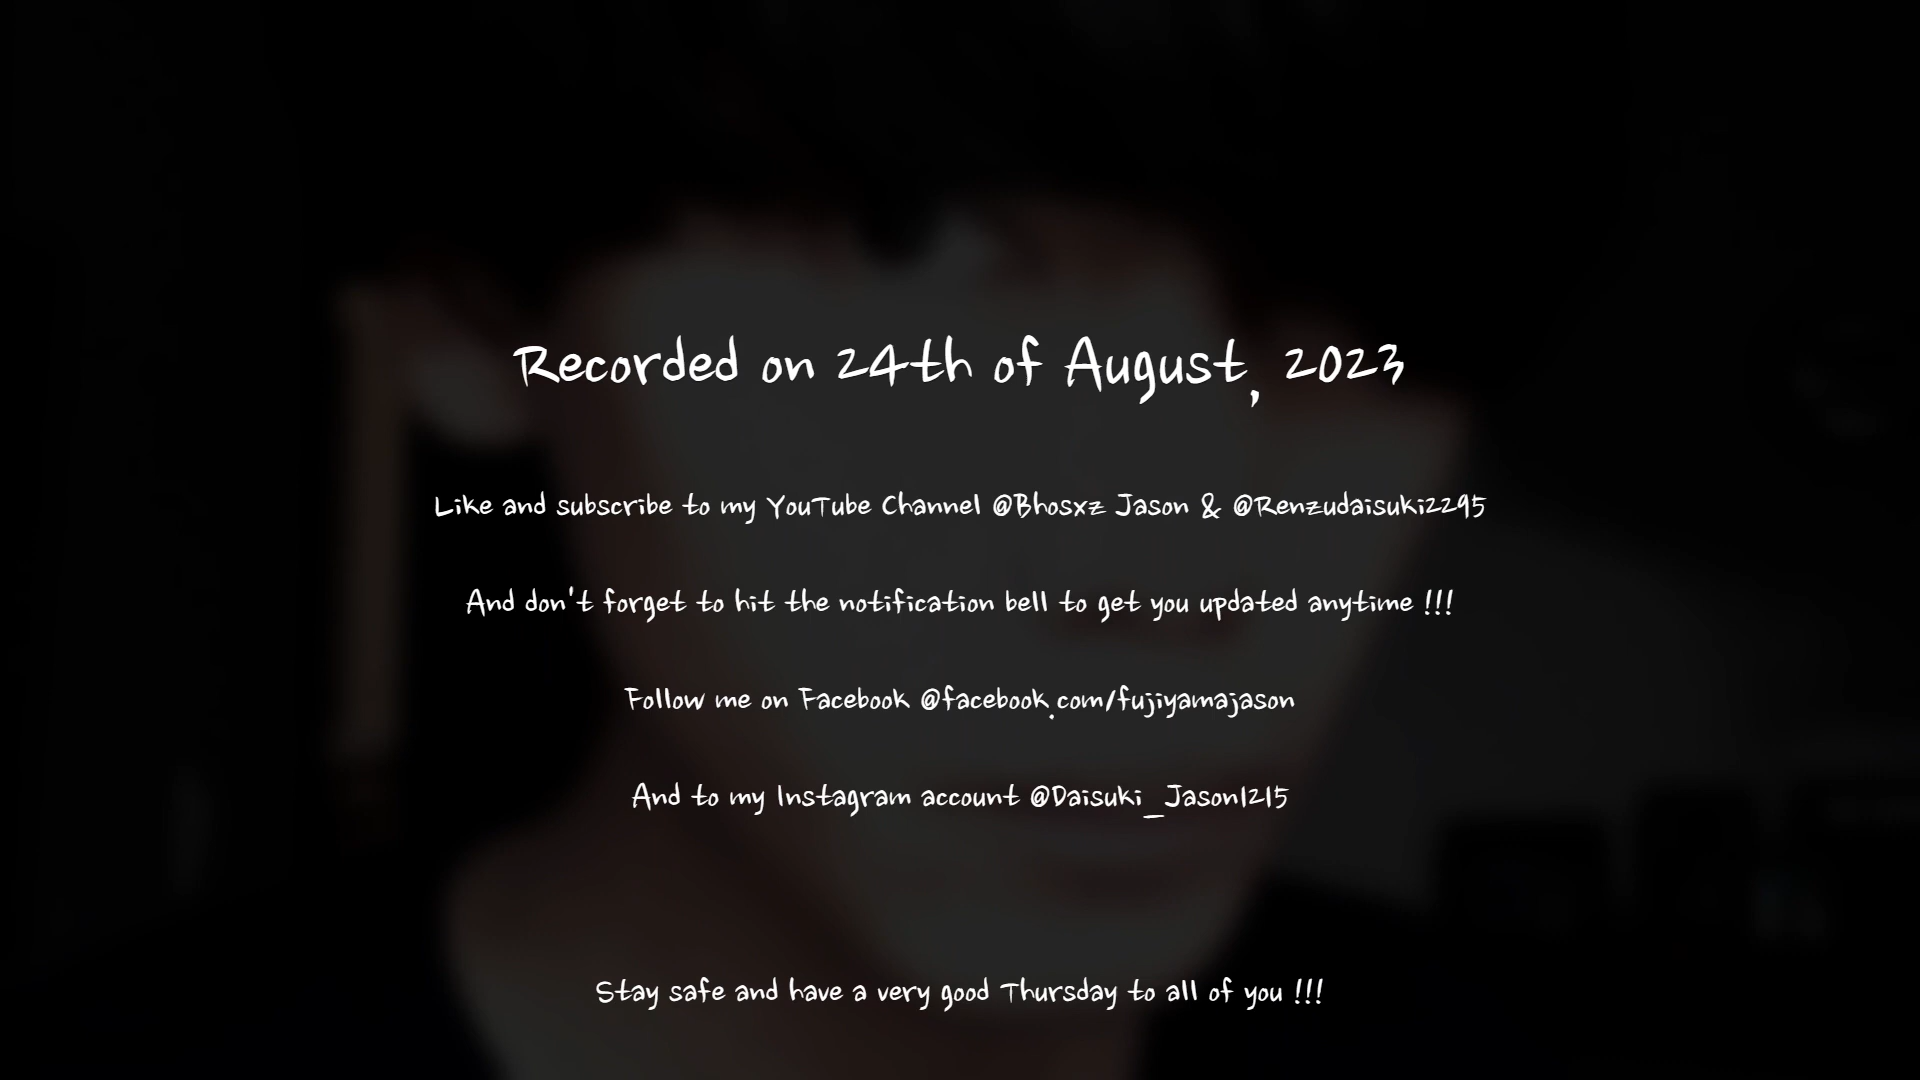 Recorded on 24th of August, 2023
Like and subscribe to my YouTube Channel @Bhosxz Jason & @Renzudaisuki2295
And don't forget to hit the notification bell to get you updated anytime !!!
Follow me on Facebook @facebook.com/fujiyamajason
And to my Instagram account @Daisuki_Jason1215
Stay safe and have a very good Thursday to all of you !!!